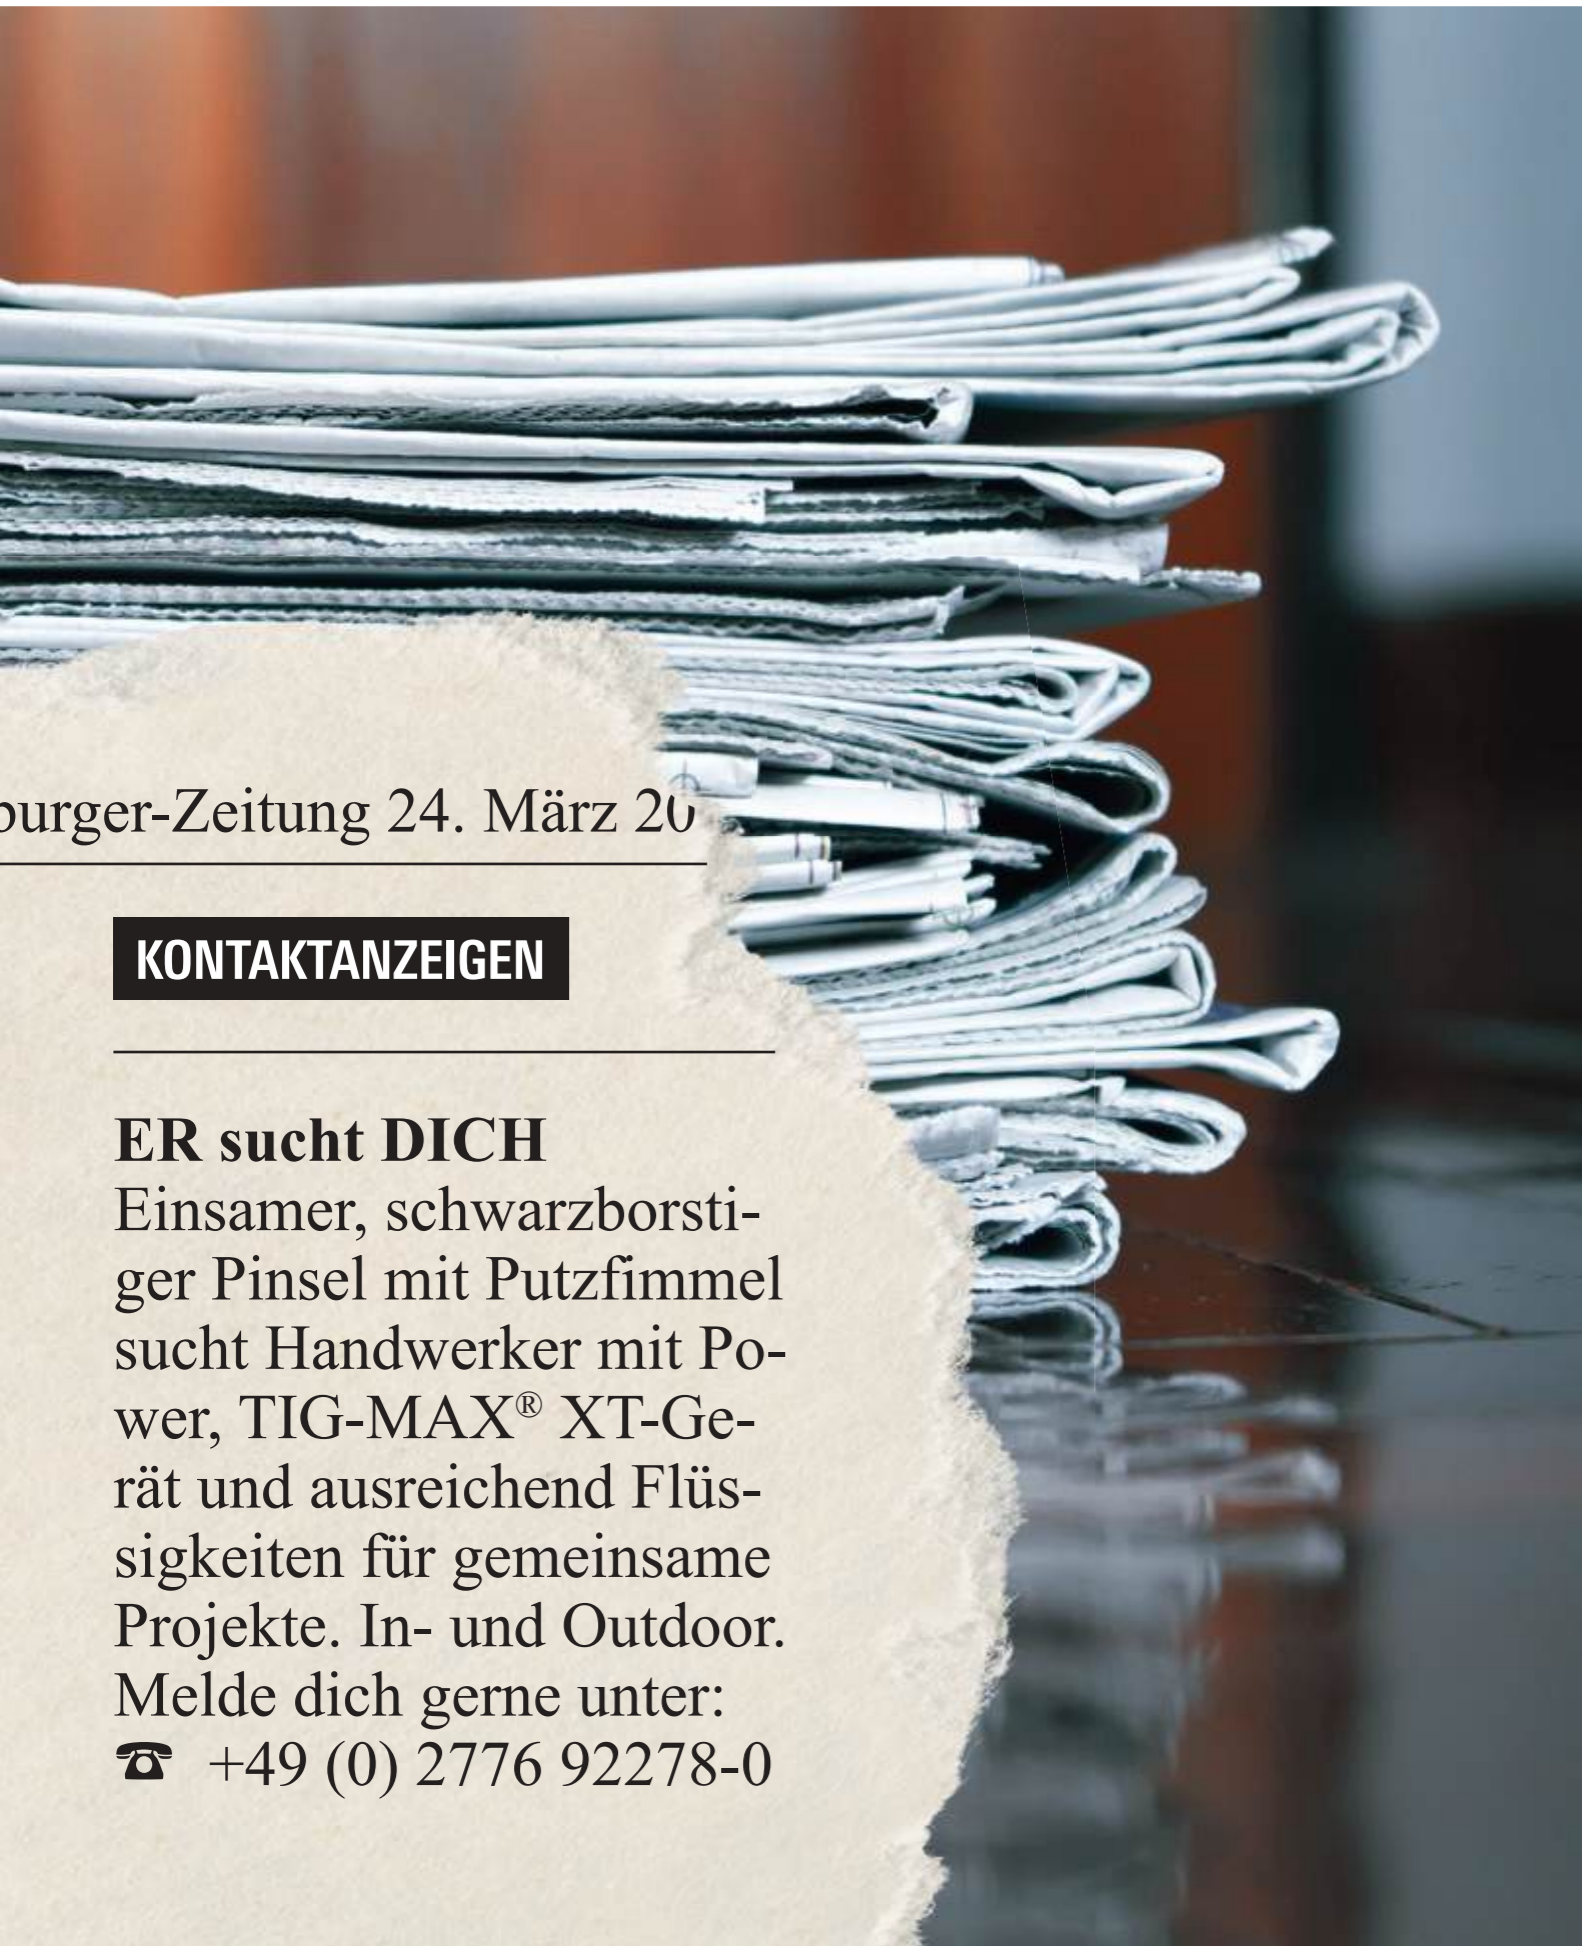 burger-Zeitung 24. März 20
KONTAKTANZEIGEN
ER sucht DICH
Einsamer, schwarzborsti-
ger Pinsel mit Putzfimmel
sucht Handwerker mit Po-
wer, TIG-MAX® XT-Ge-
rät und ausreichend Flüs-
sigkeiten für gemeinsame
Projekte. In- und Outdoor.
Melde dich gerne unter:
☎ +49 (0) 2776 92278-0